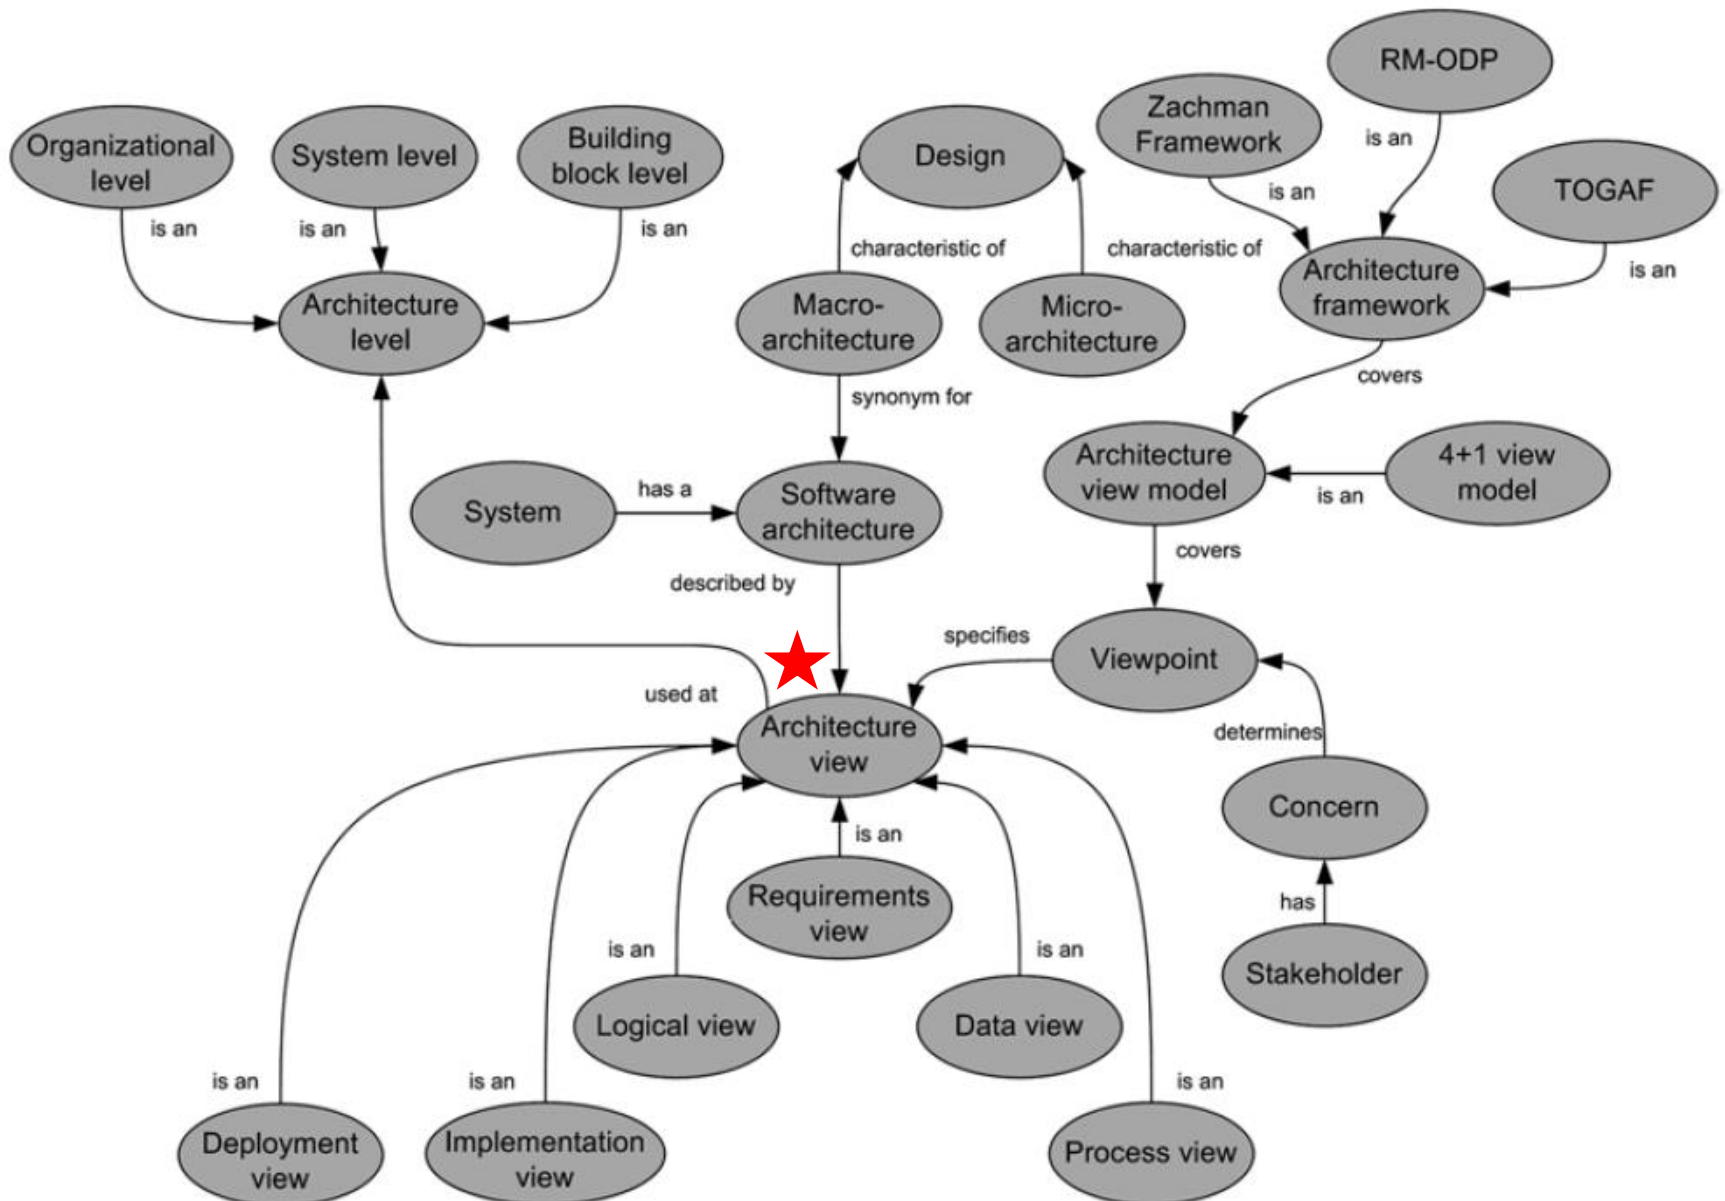 RM-ODP
Zachman
Framework
is an
Organizational
level
System level
Building
block level
Design
TOGAF
is an
is an
is an
is an
characteristic of
characteristic of
is an
Architecture
level
Macro-
architecture
Micro-
architecture
Architecture
framework
covers
synonym for
Architecture
view model
4+1 view
model
is an
System
has a
Software
architecture
covers
described by
specifies
Viewpoint
used at
Architecture
view
determines
Concern
is an
Requirements
view
has
Stakeholder
is an
is an
Logical view
Data view
is an
is an
is an
Deployment
view
Implementation
view
Process view